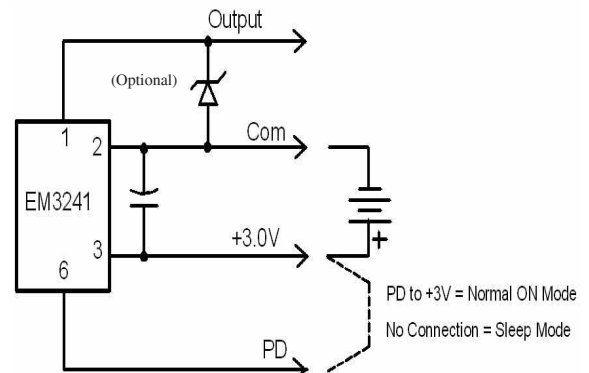 Output
(Optional)
1
2
Com
EM3241
+
3
+3.0V
6
PD to +3V = Normal ON Mode
No Connection = Sleep Mode
PD